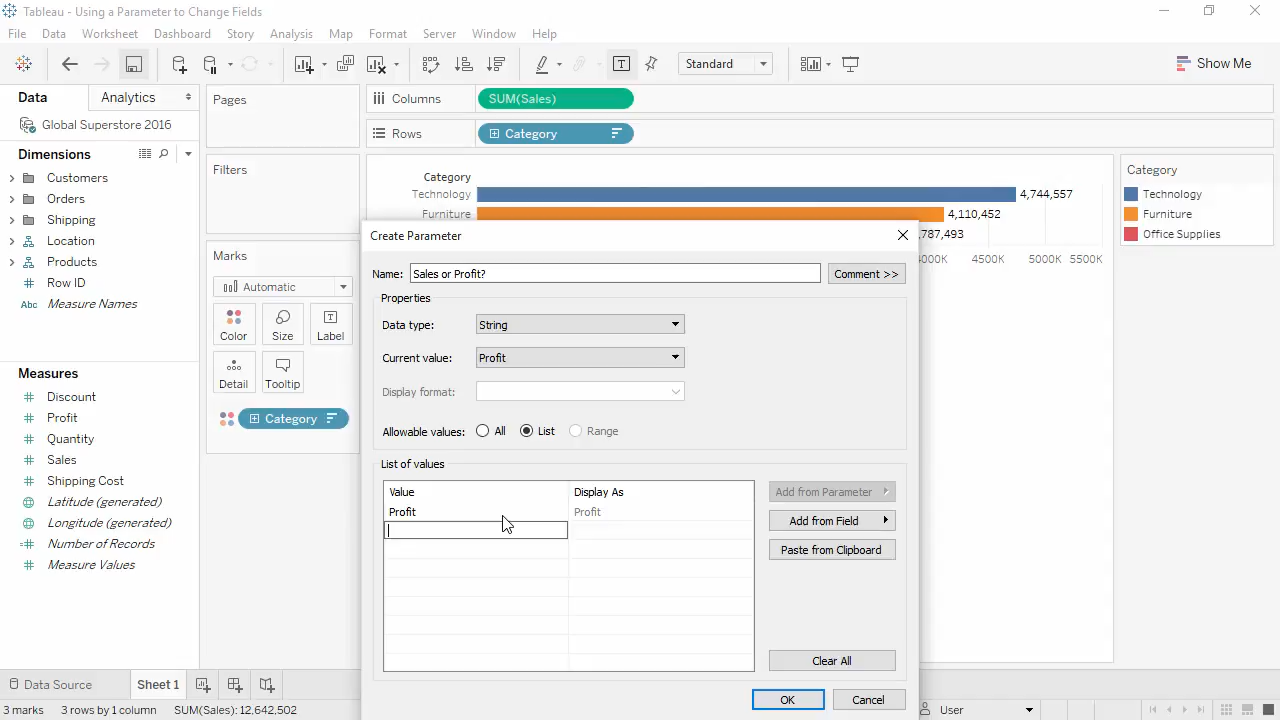 Tableau - Using a Parameter to Change Fields
File Data Worksheet Dashboard Story Analysis Map Format Server Window Help
Standard
Show Me
Data Analytics
Global Superstore 2016
Dimensions
Customers
Orders
Shipping
Location
Products
Row ID
Abc Measure Names
Measures
Discount
Profit
Quantity
Sales
Shipping Cost
Latitude (generated)
Longitude (generated)
Number of Records
Measure Values
Pages
Filters
Marks
Automatic
Color Size Label
Detail Tooltip
Category
Columns SUM(Sales)
Rows Category
Category
Technology 4,744,557
Furniture 4,110,452
,787,493
4000K 4500K 5000K 5500K
Category
Technology
Furniture
Office Supplies
Create Parameter
Name: Sales or Profit? Comment >>
Properties
Data type: String
Current value: Profit
Display format:
Allowable values: All List Range
List of values
Value Display As
Profit Profit
Add from Parameter
Add from Field
Paste from Clipboard
Clear All
OK Cancel
Data Source Sheet 1
3 marks 3 rows by 1 column SUM(Sales): 12,642,502 User